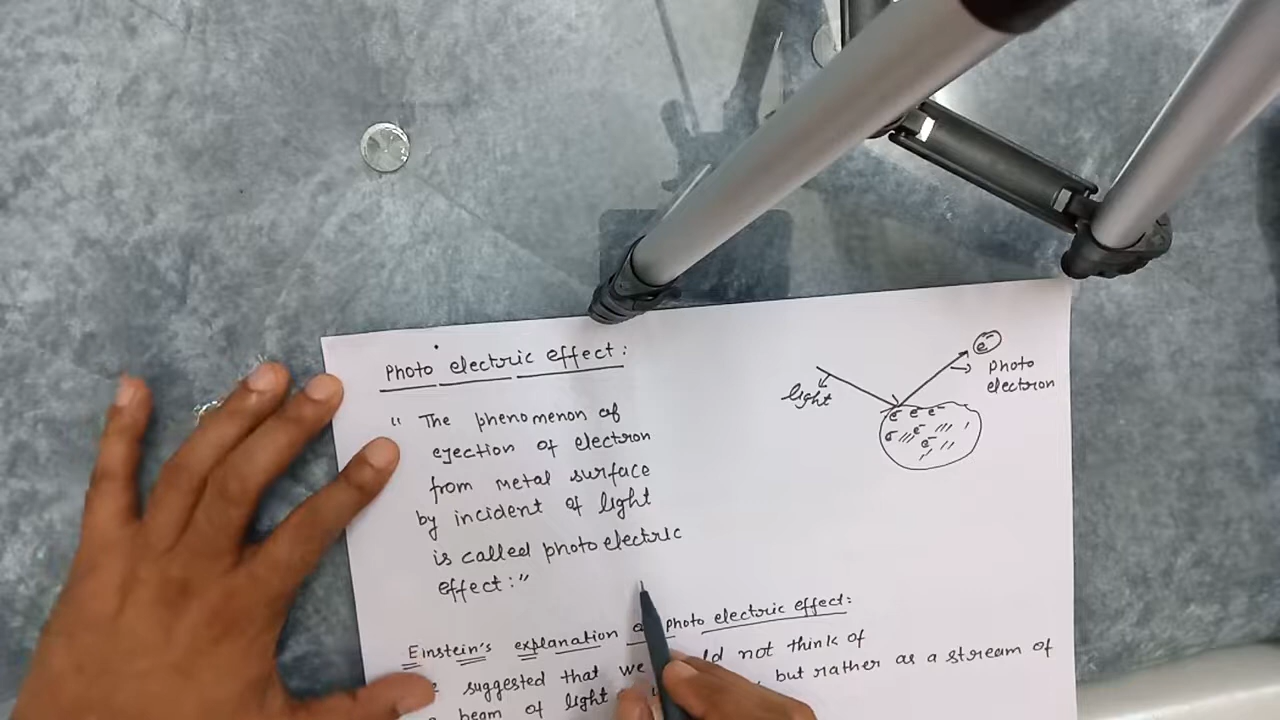 Photo electric effect:
" The phenomenon of
ejection of electron
from metal surface
by incident of light
is called photo electric
effect:"
light
e⁻
Photo
electron
e⁻ e⁻ e⁻
e⁻ e⁻
e⁻
Einstein's explanation photo electric effect:
suggested that we not think of
beam of light but rather as a stream of